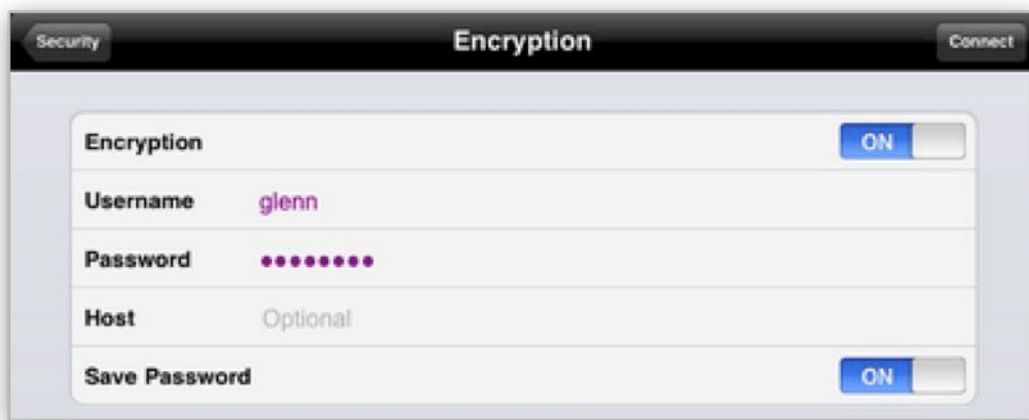 Security Encryption Connect
Encryption ON
Username glenn
Password ••••••••
Host Optional
Save Password ON